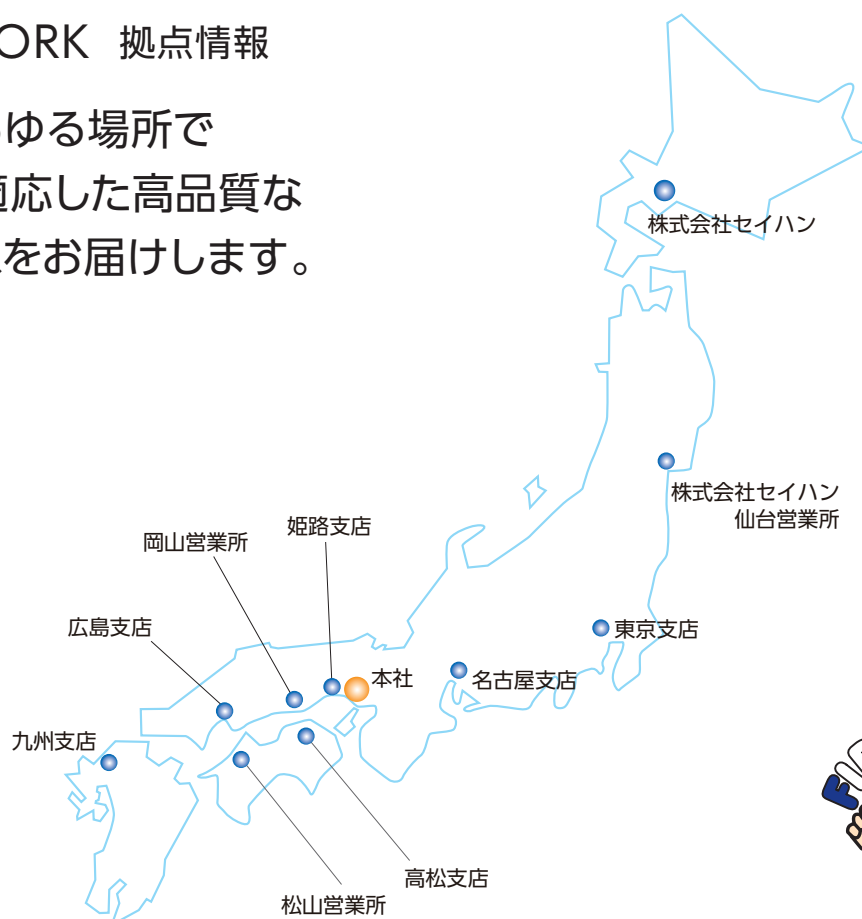 ORK 拠点情報
ゆる場所で
応した高品質な
をお届けします。
株式会社セイハン
株式会社セイハン
仙台営業所
姫路支店
岡山営業所
広島支店
東京支店
本社
名古屋支店
九州支店
高松支店
松山営業所